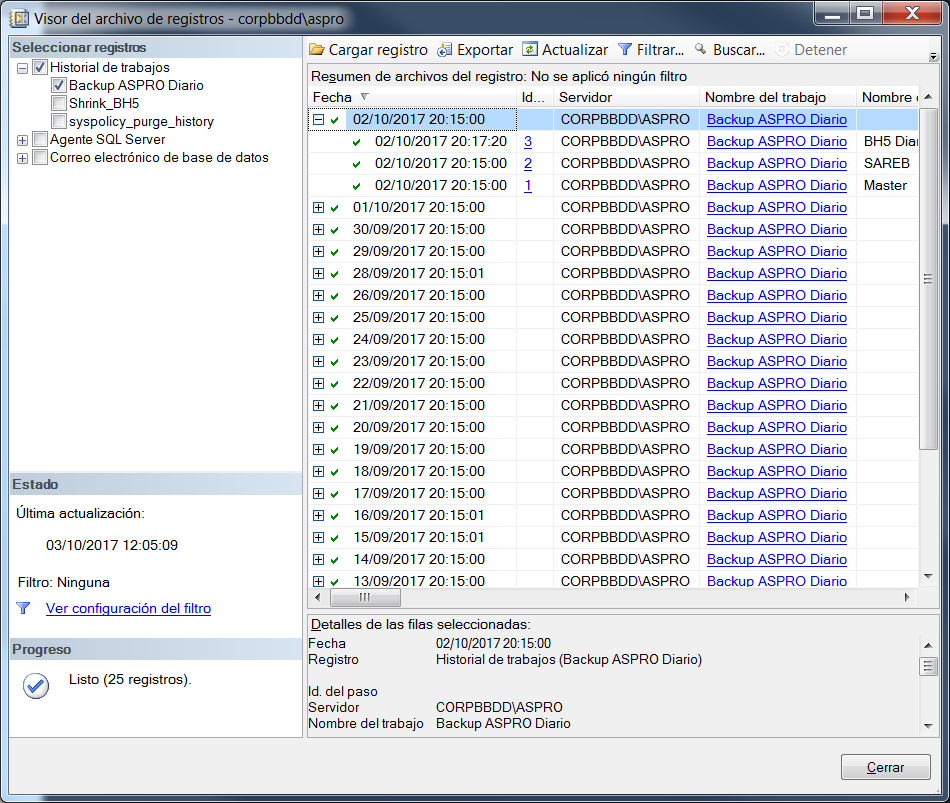 Visor del archivo de registros - corpbbdd\aspro
Seleccionar registros
Historial de trabajos
Backup ASPRO Diario
Shrink_BH5
syspolicy_purge_history
Agente SQL Server
Correo electrónico de base de datos
Estado
Última actualización:
03/10/2017 12:05:09
Filtro: Ninguna
Ver configuración del filtro
Progreso
Listo (25 registros).
Cargar registro Exportar Actualizar Filtrar... Buscar... Detener
Resumen de archivos del registro: No se aplicó ningún filtro
Fecha Id... Servidor Nombre del trabajo Nombre
02/10/2017 20:15:00 CORPBBDD\ASPRO Backup ASPRO Diario
02/10/2017 20:17:20 3 CORPBBDD\ASPRO Backup ASPRO Diario BH5 Diar
02/10/2017 20:15:00 2 CORPBBDD\ASPRO Backup ASPRO Diario SAREB
02/10/2017 20:15:00 1 CORPBBDD\ASPRO Backup ASPRO Diario Master
01/10/2017 20:15:00 CORPBBDD\ASPRO Backup ASPRO Diario
30/09/2017 20:15:00 CORPBBDD\ASPRO Backup ASPRO Diario
29/09/2017 20:15:00 CORPBBDD\ASPRO Backup ASPRO Diario
28/09/2017 20:15:01 CORPBBDD\ASPRO Backup ASPRO Diario
26/09/2017 20:15:00 CORPBBDD\ASPRO Backup ASPRO Diario
25/09/2017 20:15:00 CORPBBDD\ASPRO Backup ASPRO Diario
24/09/2017 20:15:00 CORPBBDD\ASPRO Backup ASPRO Diario
23/09/2017 20:15:00 CORPBBDD\ASPRO Backup ASPRO Diario
22/09/2017 20:15:00 CORPBBDD\ASPRO Backup ASPRO Diario
21/09/2017 20:15:00 CORPBBDD\ASPRO Backup ASPRO Diario
20/09/2017 20:15:00 CORPBBDD\ASPRO Backup ASPRO Diario
19/09/2017 20:15:00 CORPBBDD\ASPRO Backup ASPRO Diario
18/09/2017 20:15:00 CORPBBDD\ASPRO Backup ASPRO Diario
17/09/2017 20:15:00 CORPBBDD\ASPRO Backup ASPRO Diario
16/09/2017 20:15:01 CORPBBDD\ASPRO Backup ASPRO Diario
15/09/2017 20:15:01 CORPBBDD\ASPRO Backup ASPRO Diario
14/09/2017 20:15:00 CORPBBDD\ASPRO Backup ASPRO Diario
13/09/2017 20:15:00 CORPBBDD\ASPRO Backup ASPRO Diario
Detalles de las filas seleccionadas:
Fecha 02/10/2017 20:15:00
Registro Historial de trabajos (Backup ASPRO Diario)
Id. del paso
Servidor CORPBBDD\ASPRO
Nombre del trabajo Backup ASPRO Diario
Cerrar